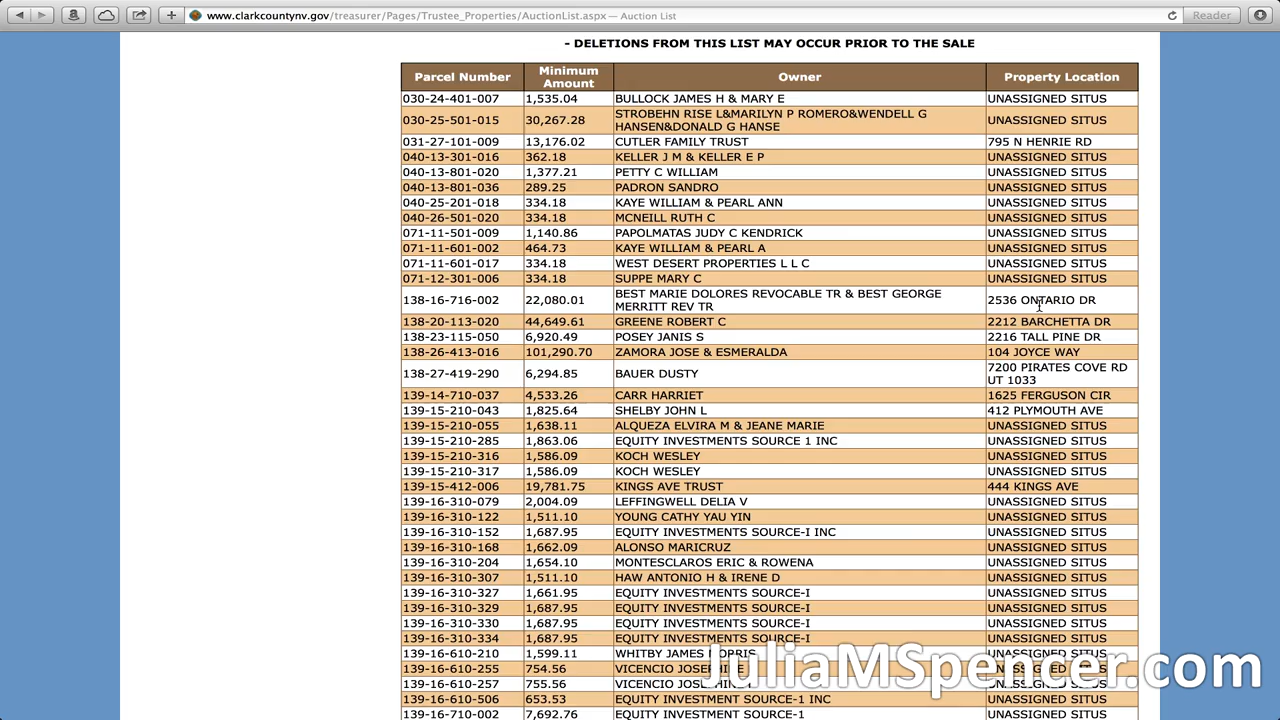 www.clarkcountynv.gov/treasurer/Pages/Trustee_Properties/AuctionList.aspx — Auction List
Reader
- DELETIONS FROM THIS LIST MAY OCCUR PRIOR TO THE SALE
Parcel Number Minimum Amount Owner Property Location
030-24-401-007 1,535.04 BULLOCK JAMES H & MARY E UNASSIGNED SITUS
030-25-501-015 30,267.28 STROBEHN RISE L&MARILYN P ROMERO&WENDELL G HANSEN&DONALD G HANSE UNASSIGNED SITUS
031-27-101-009 13,176.02 CUTLER FAMILY TRUST 795 N HENRIE RD
040-13-301-016 362.18 KELLER J M & KELLER E P UNASSIGNED SITUS
040-13-801-020 1,377.21 PETTY C WILLIAM UNASSIGNED SITUS
040-13-801-036 289.25 PADRON SANDRO UNASSIGNED SITUS
040-25-201-018 334.18 KAYE WILLIAM & PEARL ANN UNASSIGNED SITUS
040-26-501-020 334.18 MCNEILL RUTH C UNASSIGNED SITUS
071-11-501-009 1,140.86 PAPOLMATAS JUDY C KENDRICK UNASSIGNED SITUS
071-11-601-002 464.73 KAYE WILLIAM & PEARL A UNASSIGNED SITUS
071-11-601-017 334.18 WEST DESERT PROPERTIES L L C UNASSIGNED SITUS
071-12-301-006 334.18 SUPPE MARY C UNASSIGNED SITUS
138-16-716-002 22,080.01 BEST MARIE DOLORES REVOCABLE TR & BEST GEORGE MERRITT REV TR 2536 ONTARIO DR
138-20-113-020 44,649.61 GREENE ROBERT C 2212 BARCHETTA DR
138-23-115-050 6,920.49 POSEY JANIS S 2216 TALL PINE DR
138-26-413-016 101,290.70 ZAMORA JOSE & ESMERALDA 104 JOYCE WAY
138-27-419-290 6,294.85 BAUER DUSTY 7200 PIRATES COVE RD UT 1033
139-14-710-037 4,533.26 CARR HARRIET 1625 FERGUSON CIR
139-15-210-043 1,825.64 SHELBY JOHN L 412 PLYMOUTH AVE
139-15-210-055 1,638.11 ALQUEZA ELVIRA M & JEANE MARIE UNASSIGNED SITUS
139-15-210-285 1,863.06 EQUITY INVESTMENTS SOURCE 1 INC UNASSIGNED SITUS
139-15-210-316 1,586.09 KOCH WESLEY UNASSIGNED SITUS
139-15-210-317 1,586.09 KOCH WESLEY UNASSIGNED SITUS
139-15-412-006 19,781.75 KINGS AVE TRUST 444 KINGS AVE
139-16-310-079 2,004.09 LEFFINGWELL DELIA V UNASSIGNED SITUS
139-16-310-122 1,511.10 YOUNG CATHY YAU YIN UNASSIGNED SITUS
139-16-310-152 1,687.95 EQUITY INVESTMENTS SOURCE-I INC UNASSIGNED SITUS
139-16-310-168 1,662.09 ALONSO MARICRUZ UNASSIGNED SITUS
139-16-310-204 1,654.10 MONTESCLAROS ERIC & ROWENA UNASSIGNED SITUS
139-16-310-307 1,511.10 HAW ANTONIO H & IRENE D UNASSIGNED SITUS
139-16-310-327 1,661.95 EQUITY INVESTMENTS SOURCE-I UNASSIGNED SITUS
139-16-310-329 1,687.95 EQUITY INVESTMENTS SOURCE-I UNASSIGNED SITUS
139-16-310-330 1,687.95 EQUITY INVESTMENTS SOURCE-I UNASSIGNED SITUS
139-16-310-334 1,687.95 EQUITY INVESTMENTS SOURCE-I UNASSIGNED SITUS
139-16-610-210 1,599.11 WHITBY JAMES UNASSIGNED SITUS
139-16-610-255 754.56 VICENCIO UNASSIGNED SITUS
139-16-610-257 755.56 VICENCIO UNASSIGNED SITUS
139-16-610-506 653.53 EQUITY INVESTMENT SOURCE-1 INC UNASSIGNED SITUS
139-16-710-002 7,692.76 EQUITY INVESTMENT SOURCE-1 UNASSIGNED SITUS
JuliaMSpencer.com